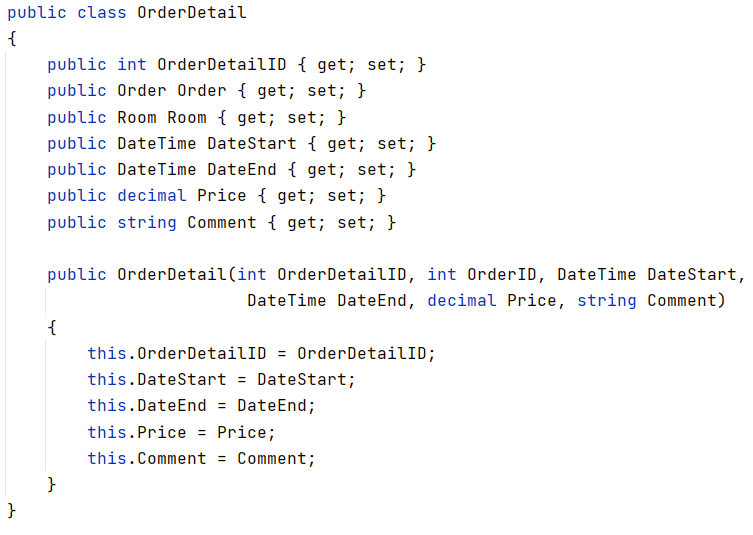 public class OrderDetail
{
    public int OrderDetailID { get; set; }
    public Order Order { get; set; }
    public Room Room { get; set; }
    public DateTime DateStart { get; set; }
    public DateTime DateEnd { get; set; }
    public decimal Price { get; set; }
    public string Comment { get; set; }

    public OrderDetail(int OrderDetailID, int OrderID, DateTime DateStart,
                        DateTime DateEnd, decimal Price, string Comment)
    {
        this.OrderDetailID = OrderDetailID;
        this.DateStart = DateStart;
        this.DateEnd = DateEnd;
        this.Price = Price;
        this.Comment = Comment;
    }
}